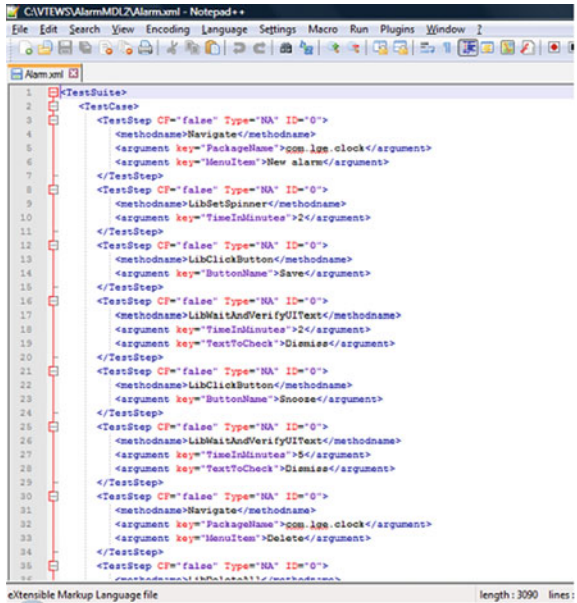 C:\VTEWS\AlarmMDL2\Alarm.xml - Notepad++
File Edit Search View Encoding Language Settings Macro Run Plugins Window ?
Alarm.xml
1 <TestSuite>
2 <TestCase>
3 <TestStep CF="false" Type="NA" ID="0">
4 <methodname>Navigate</methodname>
5 <argument key="PackageName">com.lge.clock</argument>
6 <argument key="MenuItem">New alarm</argument>
7 </TestStep>
8 <TestStep CF="false" Type="NA" ID="0">
9 <methodname>LibSetSpinner</methodname>
10 <argument key="TimeInMinutes">2</argument>
11 </TestStep>
12 <TestStep CF="false" Type="NA" ID="0">
13 <methodname>LibClickButton</methodname>
14 <argument key="ButtonName">Save</argument>
15 </TestStep>
16 <TestStep CF="false" Type="NA" ID="0">
17 <methodname>LibWaitAndVerifyUIText</methodname>
18 <argument key="TimeInMinutes">2</argument>
19 <argument key="TextToCheck">Dismiss</argument>
20 </TestStep>
21 <TestStep CF="false" Type="NA" ID="0">
22 <methodname>LibClickButton</methodname>
23 <argument key="ButtonName">Snooze</argument>
24 </TestStep>
25 <TestStep CF="false" Type="NA" ID="0">
26 <methodname>LibWaitAndVerifyUIText</methodname>
27 <argument key="TimeInMinutes">5</argument>
28 <argument key="TextToCheck">Dismiss</argument>
29 </TestStep>
30 <TestStep CF="false" Type="NA" ID="0">
31 <methodname>Navigate</methodname>
32 <argument key="PackageName">com.lge.clock</argument>
33 <argument key="MenuItem">Delete</argument>
34 </TestStep>
35 <TestStep CF="false" Type="NA" ID="0">
36 <methodname>LibDeleteAll</methodname>
eXtensible Markup Language file length : 3090 lines :